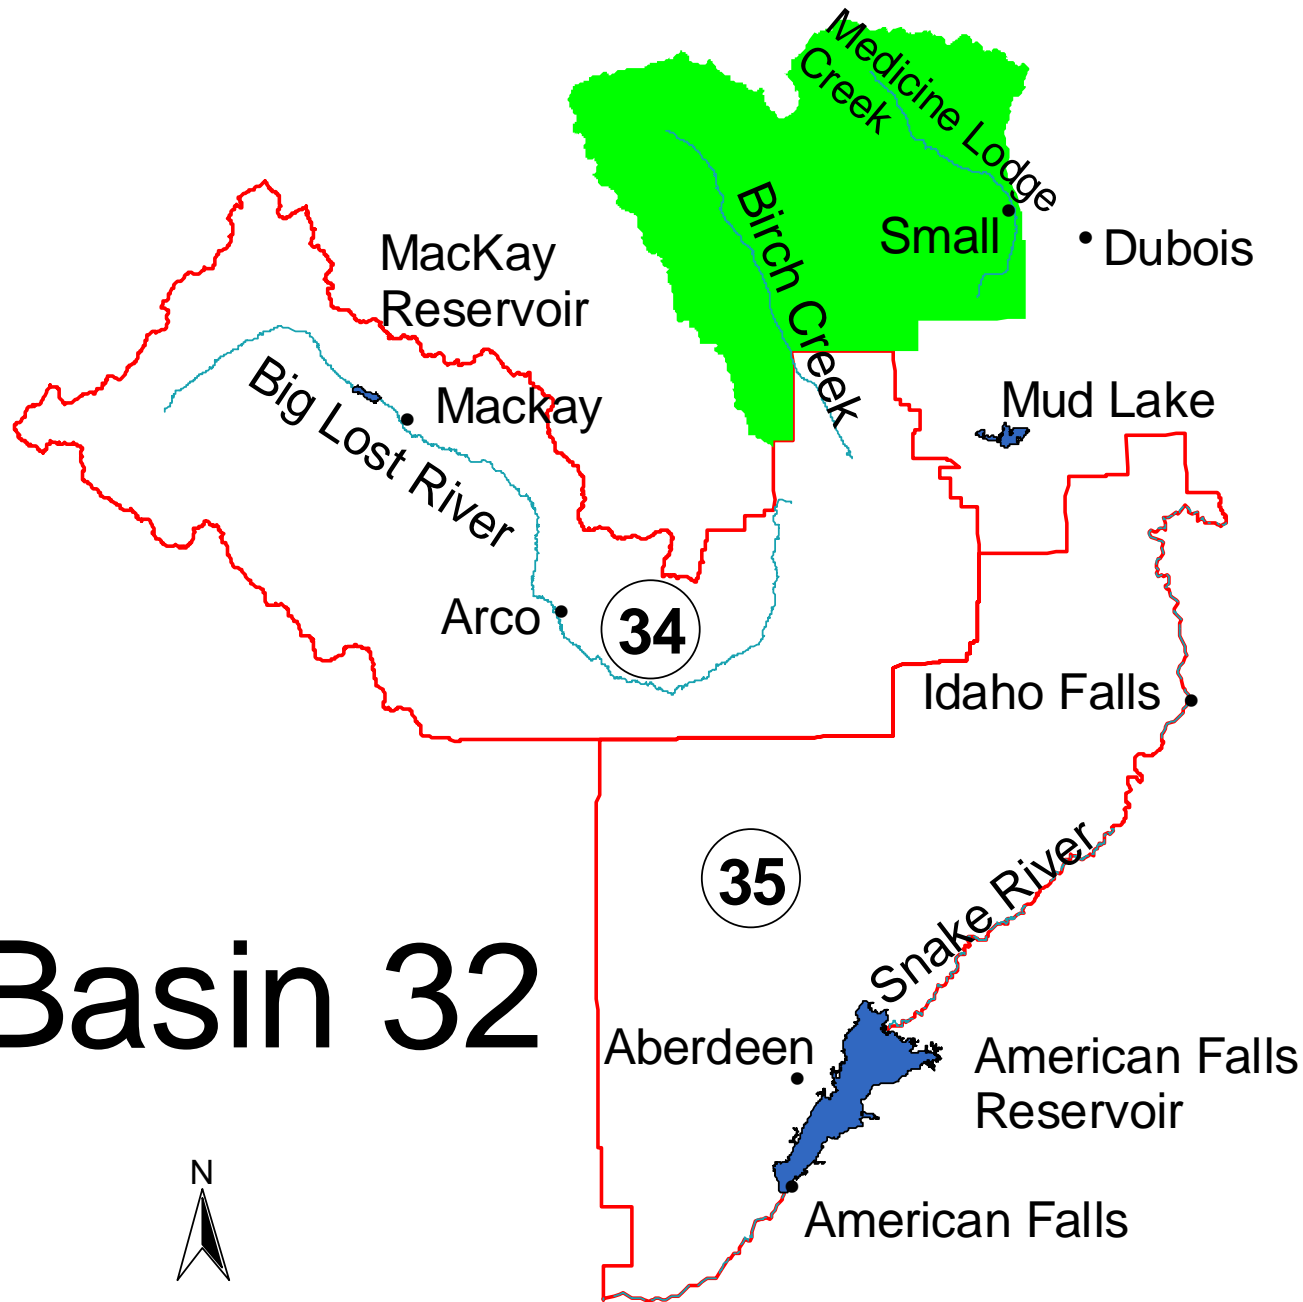 Medicine Lodge
Creek
Birch Creek
Small
Dubois
MacKay
Reservoir
Big Lost River
Mackay
Mud Lake
Arco
34
Idaho Falls
35
Snake River
Basin 32
Aberdeen
American Falls
Reservoir
N
American Falls